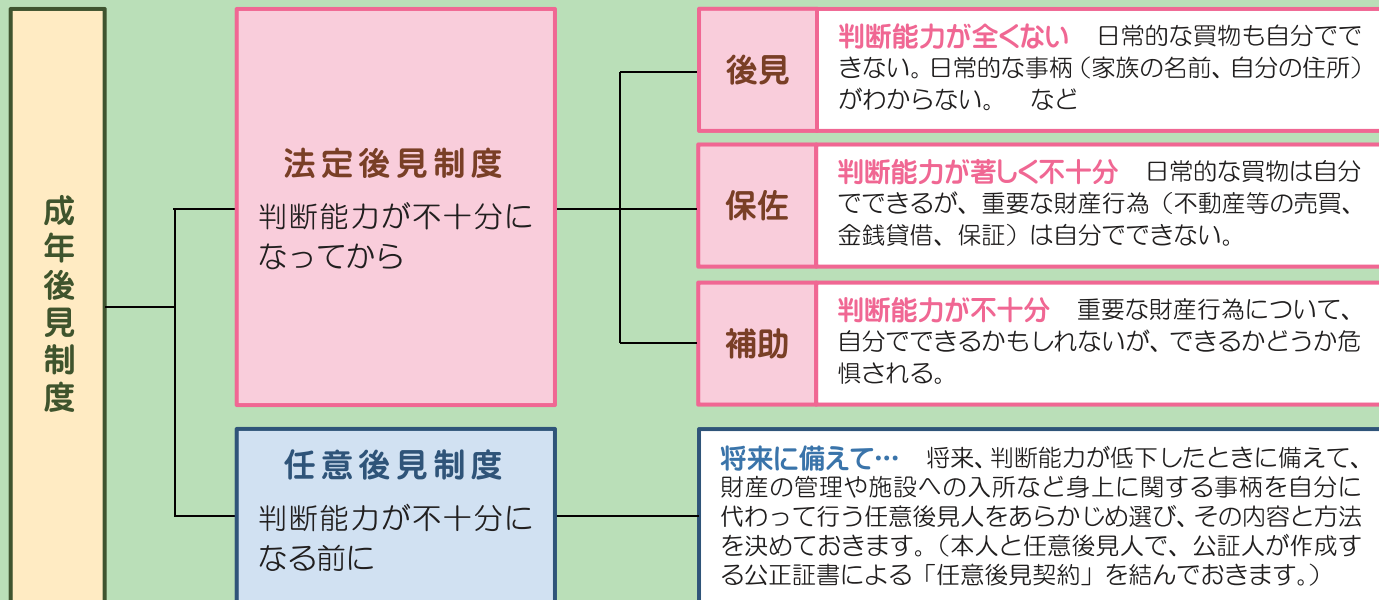 成年後見制度
法定後見制度
判断能力が不十分に
なってから
後見
判断能力が全くない　日常的な買物も自分でで
きない。日常的な事柄（家族の名前、自分の住所）
がわからない。　など
保佐
判断能力が著しく不十分　日常的な買物は自分
でできるが、重要な財産行為（不動産等の売買、
金銭貸借、保証）は自分でできない。
補助
判断能力が不十分　重要な財産行為について、
自分でできるかもしれないが、できるかどうか危
惧される。
任意後見制度
判断能力が不十分に
なる前に
将来に備えて…　将来、判断能力が低下したときに備えて、
財産の管理や施設への入所など身上に関する事柄を自分に
代わって行う任意後見人をあらかじめ選び、その内容と方法
を決めておきます。（本人と任意後見人で、公証人が作成す
る公正証書による「任意後見契約」を結んでおきます。）